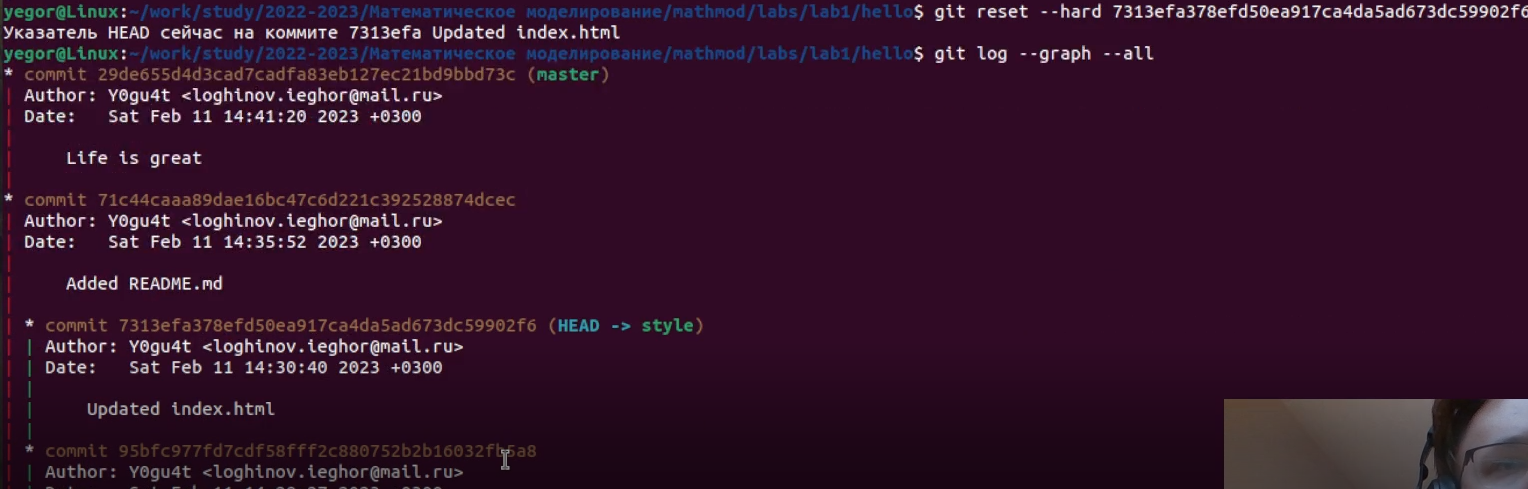 yegor@Linux:~/work/study/2022-2023/Математическое моделирование/mathmod/labs/lab1/hello$ git reset --hard 7313efa378efd50ea917ca4da5ad673dc59902f6
Указатель HEAD сейчас на коммите 7313efa Updated index.html
yegor@Linux:~/work/study/2022-2023/Математическое моделирование/mathmod/labs/lab1/hello$ git log --graph --all
* commit 29de655d4d3cad7cadfa83eb127ec21bd9bbd73c (master)
| Author: Y0gu4t <loghinov.ieghor@mail.ru>
| Date:   Sat Feb 11 14:41:20 2023 +0300
|
|     Life is great
|
* commit 71c44caaa89dae16bc47c6d221c392528874dcec
| Author: Y0gu4t <loghinov.ieghor@mail.ru>
| Date:   Sat Feb 11 14:35:52 2023 +0300
|
|     Added README.md
|
| * commit 7313efa378efd50ea917ca4da5ad673dc59902f6 (HEAD -> style)
| | Author: Y0gu4t <loghinov.ieghor@mail.ru>
| | Date:   Sat Feb 11 14:30:40 2023 +0300
| |
| |     Updated index.html
| |
| * commit 95bfc977fd7cdf58fff2c880752b2b16032fb5a8
| | Author: Y0gu4t <loghinov.ieghor@mail.ru>